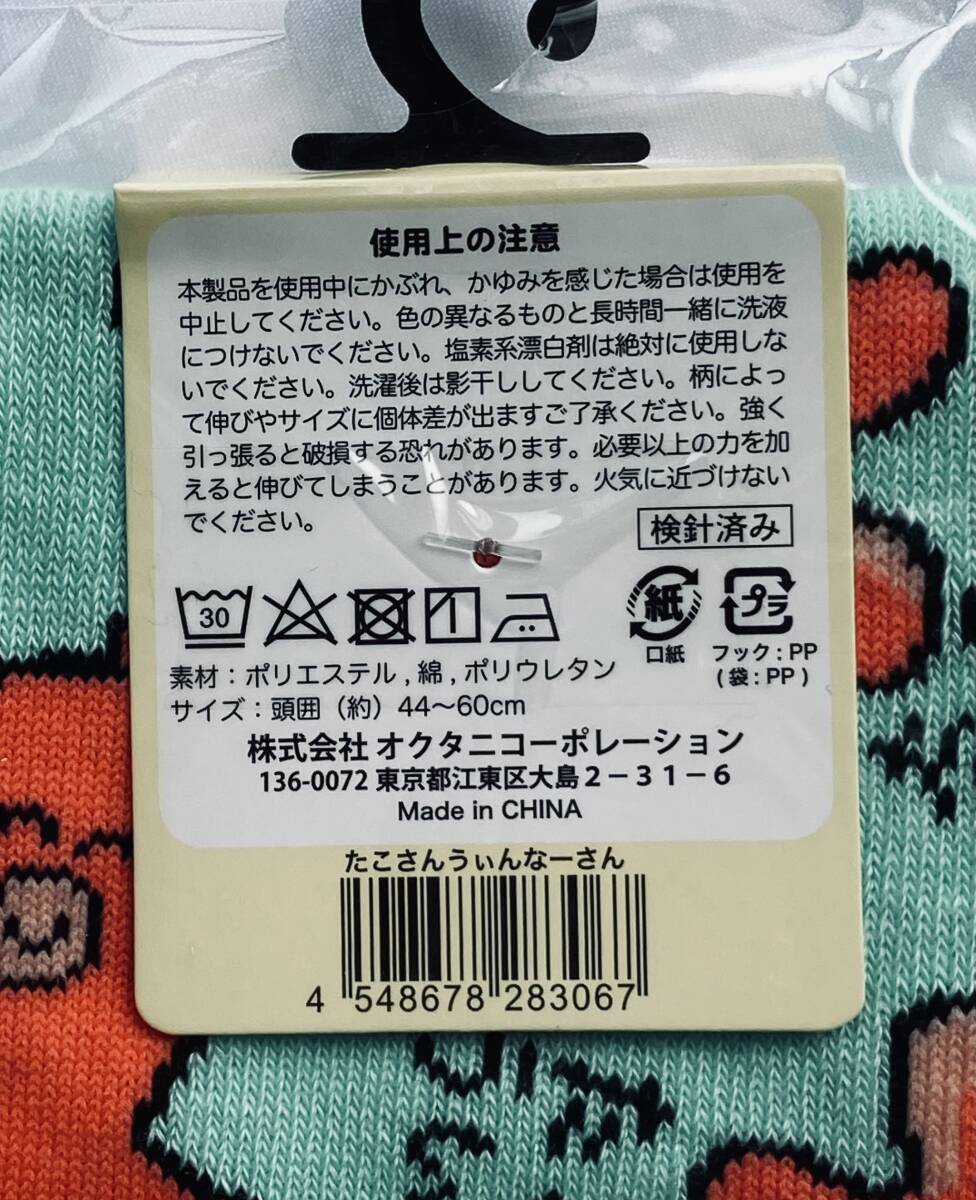 使用上の注意
本製品を使用中にかぶれ、かゆみを感じた場合は使用を
中止してください。色の異なるものと長時間一緒に洗液
につけないでください。塩素系漂白剤は絶対に使用しな
いでください。洗濯後は影干ししてください。柄によっ
て伸びやサイズに個体差が出ますご了承ください。強く
引っ張ると破損する恐れがあります。必要以上の力を加
えると伸びてしまうことがあります。火気に近づけない
でください。
検針済み
30
紙
プラ
口紙
フック:PP
(袋:PP)
素材:ポリエステル,綿,ポリウレタン
サイズ:頭囲(約)44～60cm
株式会社 オクタニコーポレーション
136-0072 東京都江東区大島2-31-6
Made in CHINA
たこさんうぃんなーさん
4 548678 283067